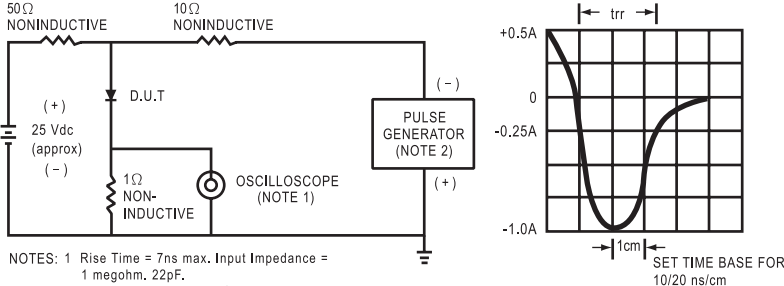 50Ω
NONINDUCTIVE
10Ω
NONINDUCTIVE
(+)
25 Vdc
(approx)
(-)
D.U.T
1Ω
NON-
INDUCTIVE
OSCILLOSCOPE
(NOTE 1)
(-)
PULSE
GENERATOR
(NOTE 2)
(+)
NOTES: 1 Rise Time = 7ns max. Input Impedance =
1 megohm. 22pF.
trr
+0.5A
0
-0.25A
-1.0A
1cm
SET TIME BASE FOR
10/20 ns/cm